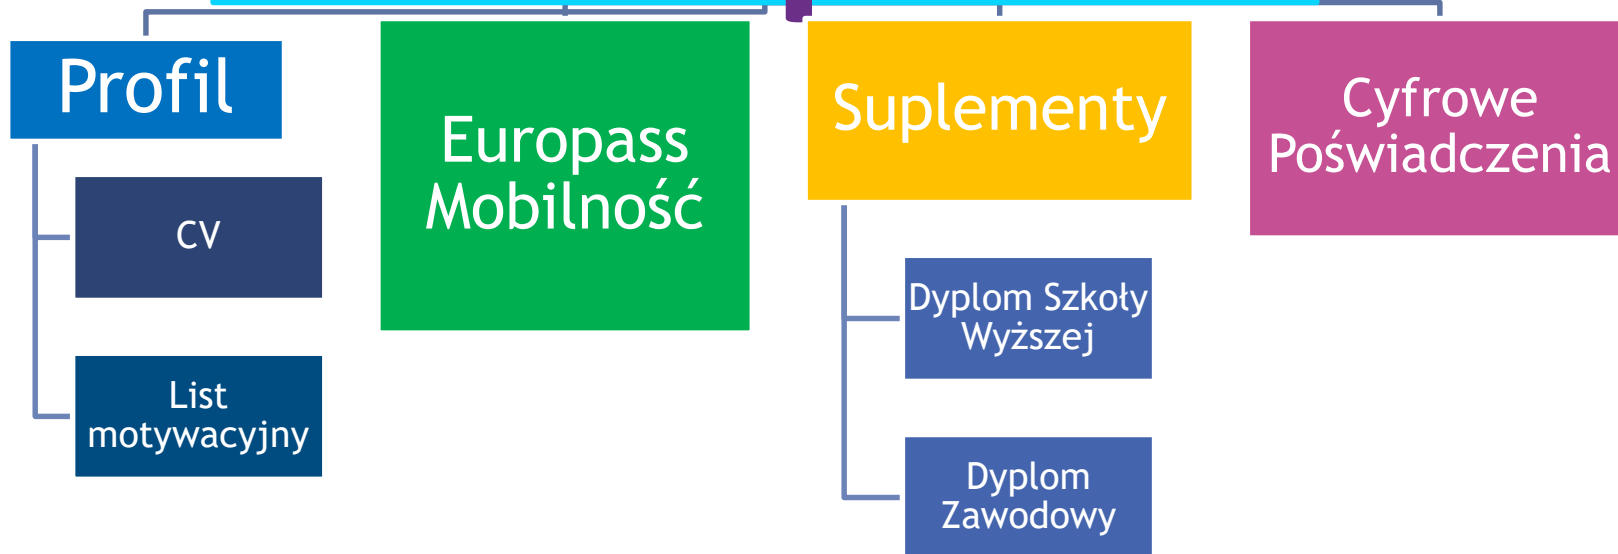 Profil
CV
List
motywacyjny
Europass
Mobilność
Suplementy
Dyplom Szkoły
Wyższej
Dyplom
Zawodowy
Cyfrowe
Poświadczenia